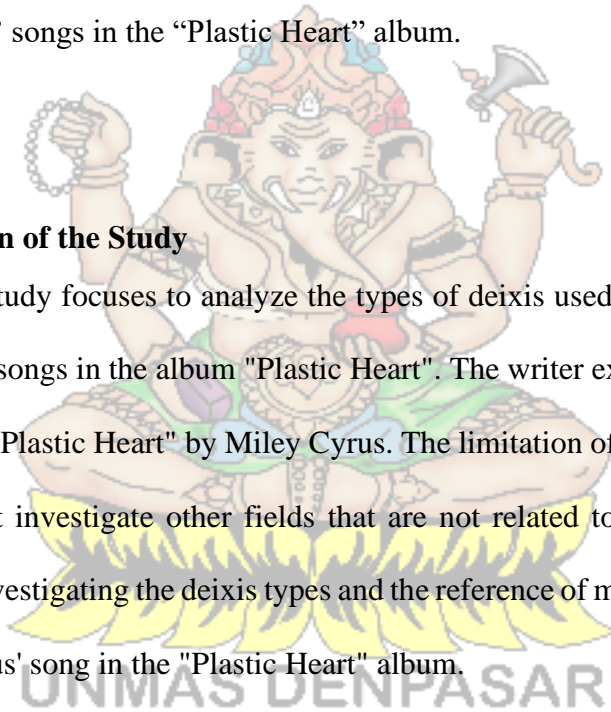 ’ songs in the “Plastic Heart” album.
n of the Study
tudy focuses to analyze the types of deixis used
songs in the album "Plastic Heart". The writer ex
Plastic Heart" by Miley Cyrus. The limitation of
t investigate other fields that are not related to
vestigating the deixis types and the reference of m
us' song in the "Plastic Heart" album.
UNMAS DENPASAR